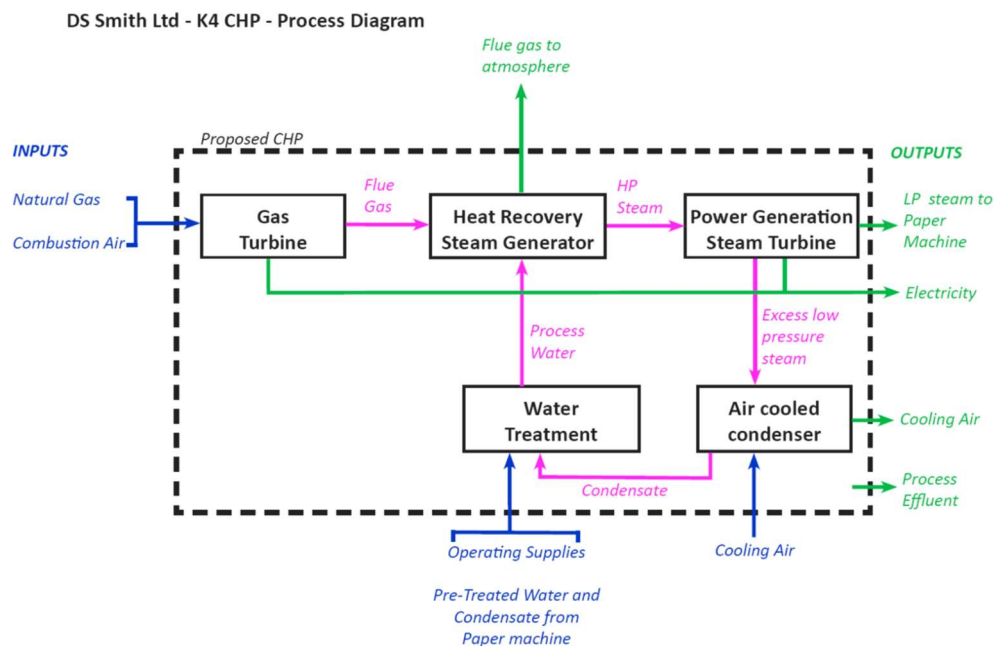 DS Smith Ltd - K4 CHP - Process Diagram
Flue gas to
atmosphere
Proposed CHP
INPUTS
OUTPUTS
Natural Gas
Combustion Air
Gas
Turbine
Flue
Gas
Heat Recovery
Steam Generator
HP
Steam
Power Generation
Steam Turbine
LP steam to
Paper
Machine
Electricity
Process
Water
Excess low
pressure
steam
Water
Treatment
Air cooled
condenser
Cooling Air
Condensate
Process
Effluent
Operating Supplies
Cooling Air
Pre-Treated Water and
Condensate from
Paper machine